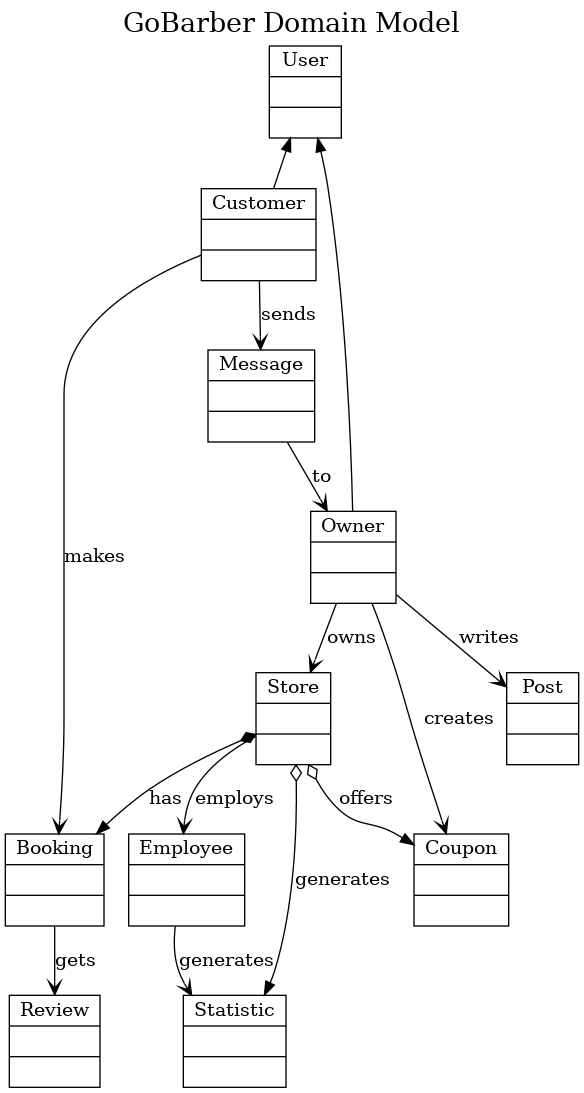 GoBarber Domain Model
User
Customer
sends
Message
to
Owner
makes
owns
writes
Store
Post
creates
has
employs
offers
Booking
Employee
Coupon
generates
gets
generates
Review
Statistic